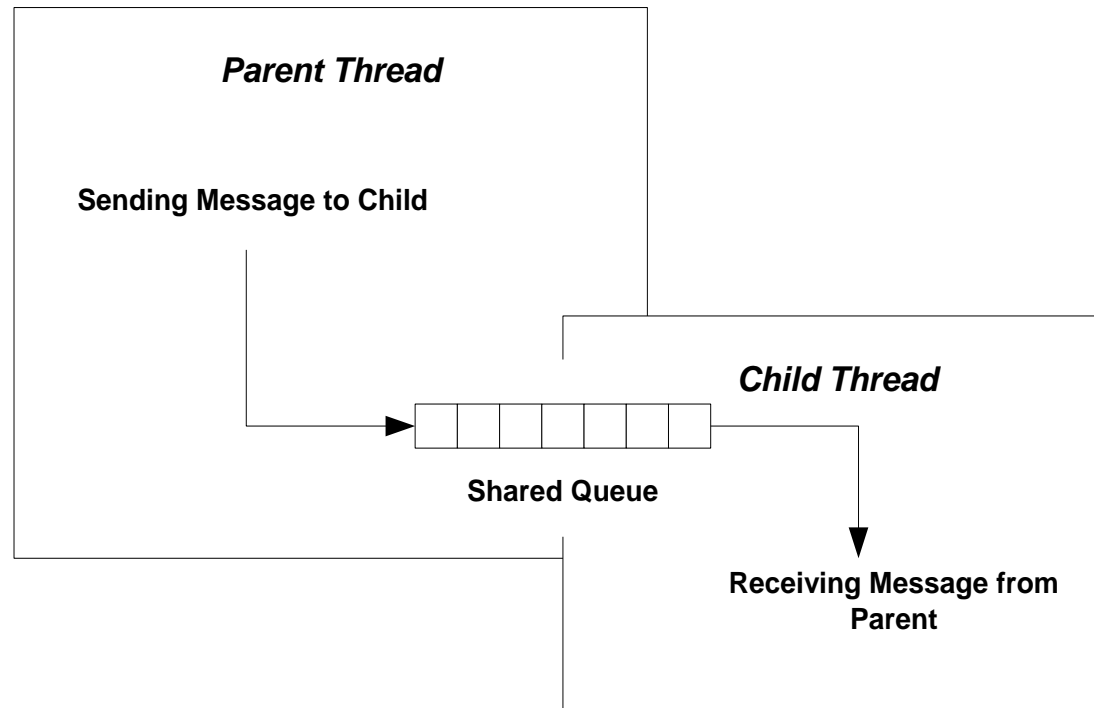 Parent Thread
Sending Message to Child
Child Thread
Shared Queue
Receiving Message from
Parent